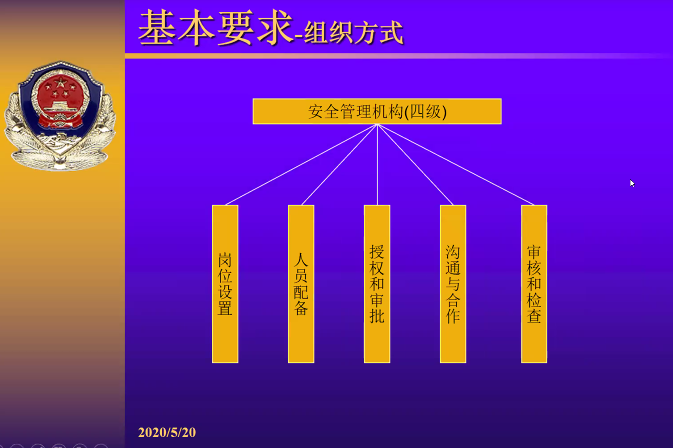 基本要求-组织方式
安全管理机构(四级)
岗位设置
人员配备
授权和审批
沟通与合作
审核和检查
2020/5/20